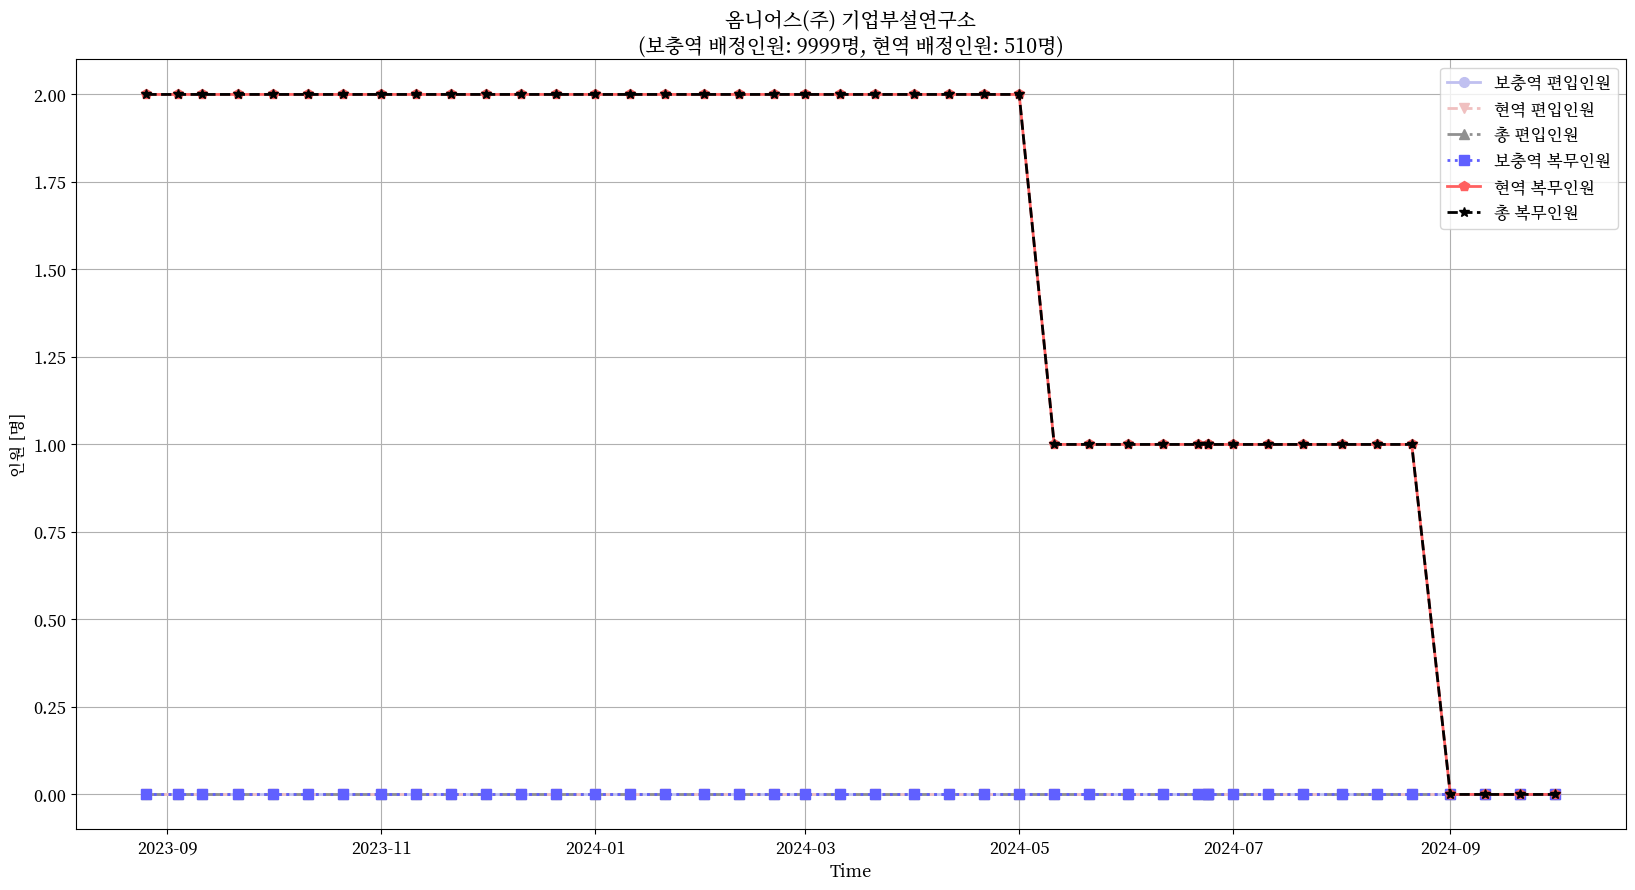 옴니어스(주) 기업부설연구소
(보충역 배정인원: 9999명, 현역 배정인원: 510명)
보충역 편입인원
현역 편입인원
총 편입인원
보충역 복무인원
현역 복무인원
총 복무인원
2.00
1.75
1.50
1.25
1.00
0.75
0.50
0.25
0.00
인원 [명]
2023-09
2023-11
2024-01
2024-03
2024-05
2024-07
2024-09
Time